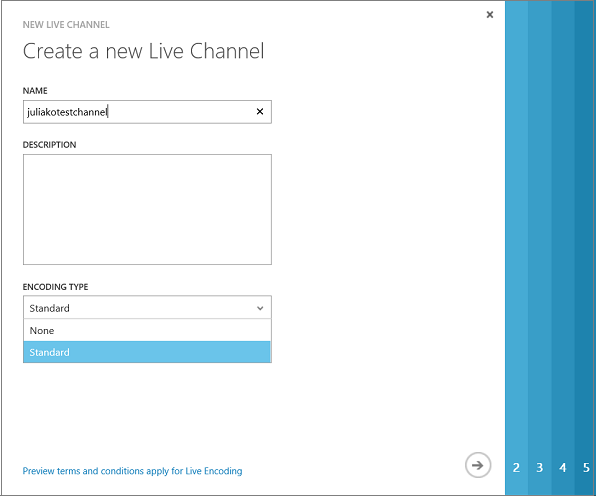 NEW LIVE CHANNEL
Create a new Live Channel
NAME
juliakotestchannel
DESCRIPTION
ENCODING TYPE
Standard
None
Standard
Preview terms and conditions apply for Live Encoding
2 3 4 5